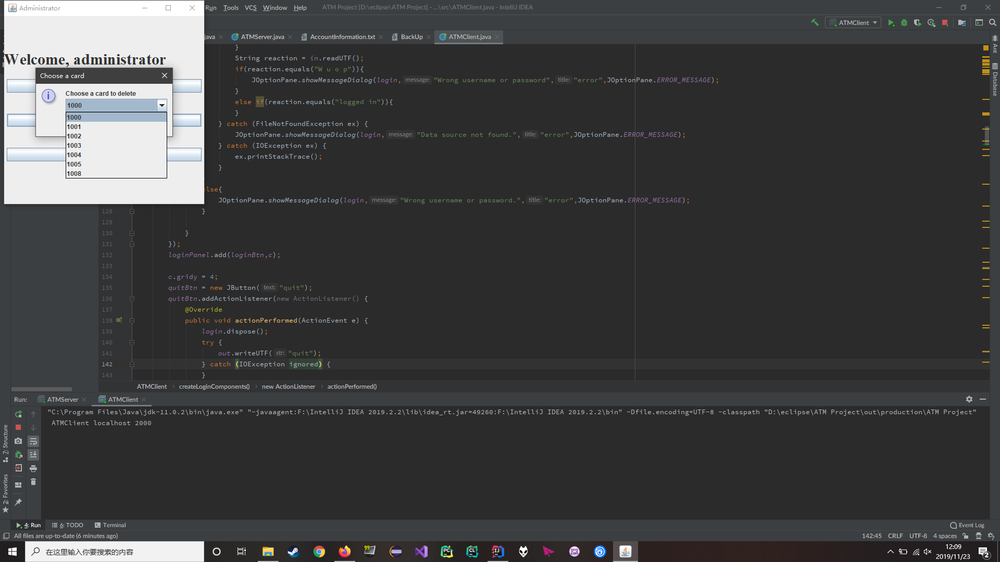 Administrator
Run Tools VCS Window Help
ATM Project [D:\eclipse\ATM Project] - ...\src\ATMClient.java - IntelliJ IDEA
ATMClient
java ATMServer.java AccountInformation.txt BackUp ATMClient.java
Welcome, administrator
Choose a card
Choose a card to delete
1000
1000
1001
1002
1003
1004
1005
1008
}
String reaction = in.readUTF();
if(reaction.equals("W u o p")){
JOptionPane.showMessageDialog(login, message: "Wrong username or password", title: "error",JOptionPane.ERROR_MESSAGE);
}
else if(reaction.equals("logged in")){
}
} catch (FileNotFoundException ex) {
JOptionPane.showMessageDialog(login, message: "Data source not found.", title: "error",JOptionPane.ERROR_MESSAGE);
} catch (IOException ex) {
ex.printStackTrace();
}
lse{
JOptionPane.showMessageDialog(login, message: "Wrong username or password.", title: "error",JOptionPane.ERROR_MESSAGE);
128 }
129
130 }
131 });
132 loginPanel.add(loginBtn,c);
133
134 c.gridy = 4;
135 quitBtn = new JButton( text: "quit");
136 quitBtn.addActionListener(new ActionListener() {
137 @Override
138 public void actionPerformed(ActionEvent e) {
139 login.dispose();
140 try {
141 out.writeUTF( str: "quit");
142 } catch (IOException ignored) {
143 }
ATMClient › createLoginComponents() › new ActionListener › actionPerformed()
Run: ATMServer ATMClient
"C:\Program Files\Java\jdk-11.0.2\bin\java.exe" "-javaagent:F:\IntelliJ IDEA 2019.2.2\lib\idea_rt.jar=49260:F:\IntelliJ IDEA 2019.2.2\bin" -Dfile.encoding=UTF-8 -classpath "D:\eclipse\ATM Project\out\production\ATM Project"
ATMClient localhost 2000
Ant
Database
Z: Structure
2: Favorites
4: Run 6: TODO Terminal
Event Log
All files are up-to-date (6 minutes ago)
142:45 CRLF UTF-8 4 spaces
在这里输入你要搜索的内容
99
PC
CL
IJ
gog com
12:09
2019/11/23
2